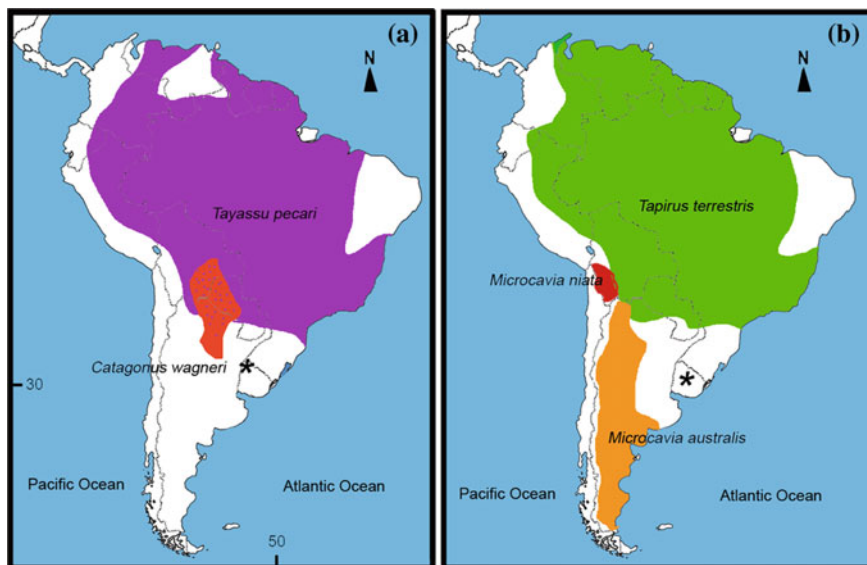 (a)
N
Tayassu pecari
Catagonus wagneri
*
30
Pacific Ocean
Atlantic Ocean
50
(b)
N
Tapirus terrestris
Microcavia niata
*
Microcavia australis
Pacific Ocean
Atlantic Ocean